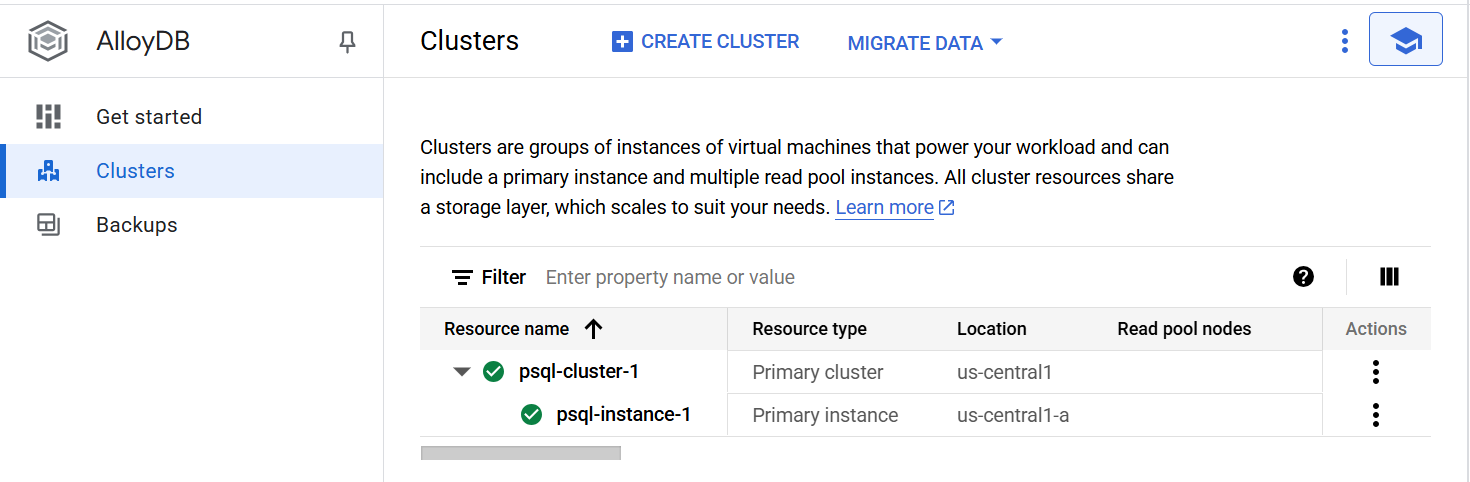 AlloyDB
Clusters
CREATE CLUSTER
MIGRATE DATA
Get started
Clusters
Backups
Clusters are groups of instances of virtual machines that power your workload and can
include a primary instance and multiple read pool instances. All cluster resources share
a storage layer, which scales to suit your needs. Learn more
Filter Enter property name or value
Resource name Resource type Location Read pool nodes Actions
psql-cluster-1 Primary cluster us-central1
psql-instance-1 Primary instance us-central1-a